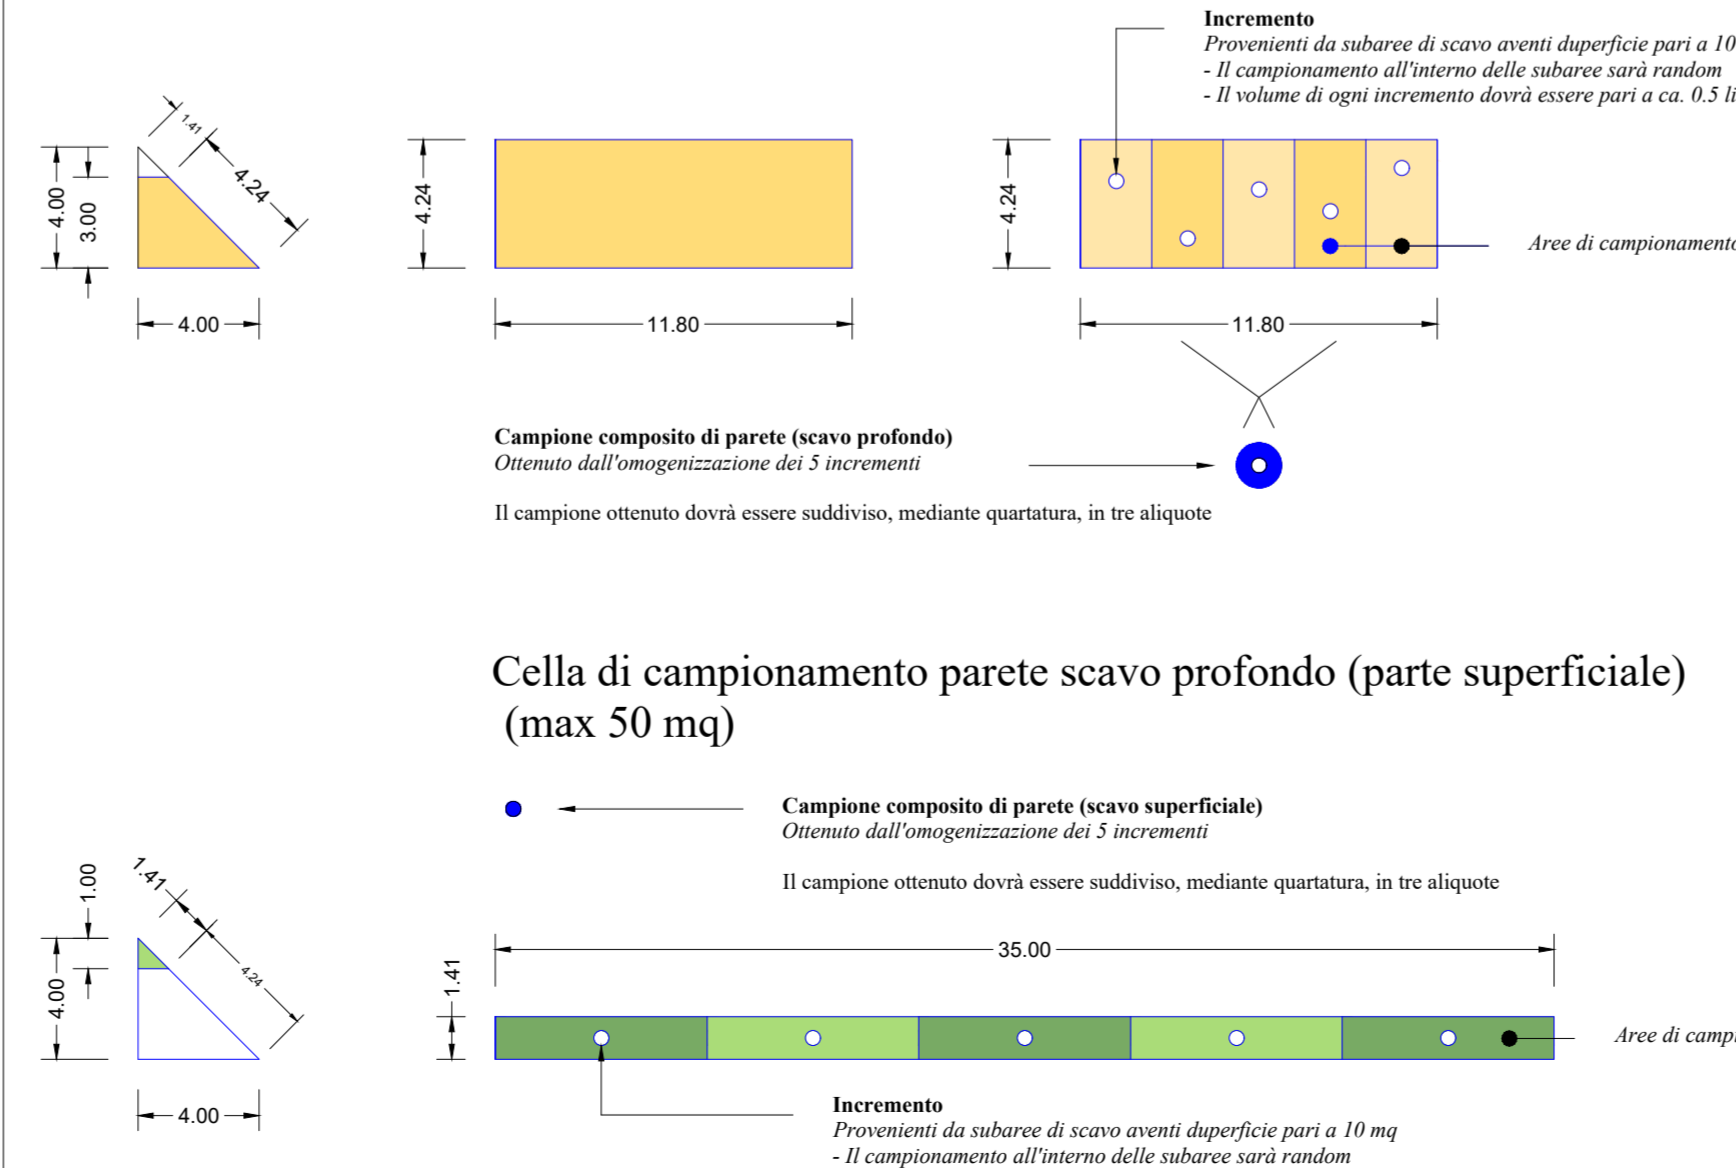 Incremento
Provenienti da subaree di scavo aventi duperficie pari a 10
- Il campionamento all'interno delle subaree sarà random
- Il volume di ogni incremento dovrà essere pari a ca. 0.5 li
1.41
4.24
4.00
3.00
4.00
4.24
11.80
4.24
11.80
Aree di campionamento
Campione composito di parete (scavo profondo)
Ottenuto dall'omogenizzazione dei 5 incrementi
Il campione ottenuto dovrà essere suddiviso, mediante quartatura, in tre aliquote
Cella di campionamento parete scavo profondo (parte superficiale)
(max 50 mq)
Campione composito di parete (scavo superficiale)
Ottenuto dall'omogenizzazione dei 5 incrementi
Il campione ottenuto dovrà essere suddiviso, mediante quartatura, in tre aliquote
1.41
1.00
4.24
4.00
4.00
35.00
1.41
Aree di camp
Incremento
Provenienti da subaree di scavo aventi duperficie pari a 10 mq
- Il campionamento all'interno delle subaree sarà random